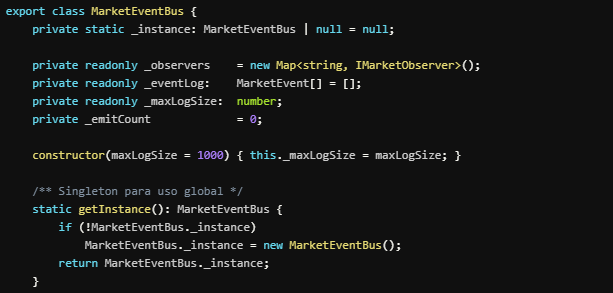 export class MarketEventBus {
    private static _instance: MarketEventBus | null = null;

    private readonly _observers    = new Map<string, IMarketObserver>();
    private readonly _eventLog:    MarketEvent[] = [];
    private readonly _maxLogSize:  number;
    private _emitCount             = 0;

    constructor(maxLogSize = 1000) { this._maxLogSize = maxLogSize; }

    /** Singleton para uso global */
    static getInstance(): MarketEventBus {
        if (!MarketEventBus._instance)
            MarketEventBus._instance = new MarketEventBus();
        return MarketEventBus._instance;
    }